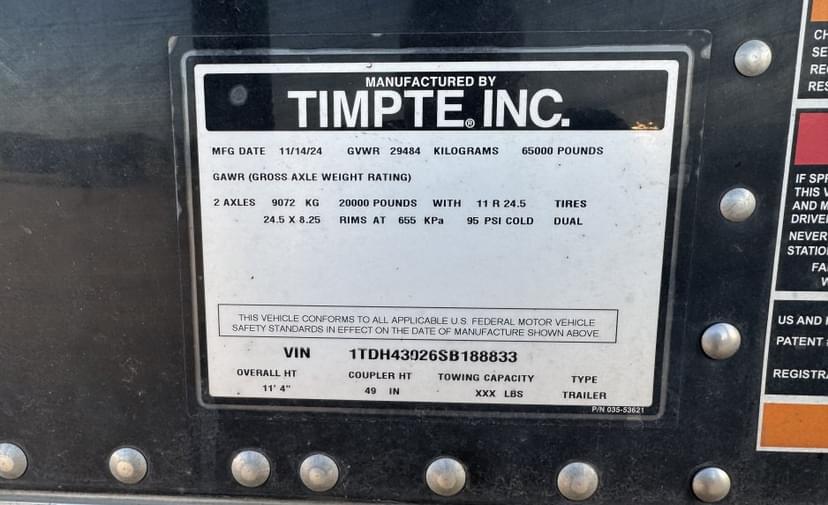 MANUFACTURED BY
TIMPTE® INC.
MFG DATE 11/14/24 GVWR 29484 KILOGRAMS 65000 POUNDS
GAWR (GROSS AXLE WEIGHT RATING)
2 AXLES 9072 KG 20000 POUNDS WITH 11 R 24.5 TIRES
24.5 X 8.25 RIMS AT 655 KPa 95 PSI COLD DUAL
THIS VEHICLE CONFORMS TO ALL APPLICABLE U.S. FEDERAL MOTOR VEHICLE
SAFETY STANDARDS IN EFFECT ON THE DATE OF MANUFACTURE SHOWN ABOVE
VIN 1TDH43026SB188833
OVERALL HT COUPLER HT TOWING CAPACITY TYPE
11' 4" 49 IN XXX LBS TRAILER
P/N 035-53621
IF SPR
THIS V
AND M
DRIVE
NEVER
STATIO
FA
US AND
PATENT
REGISTRA